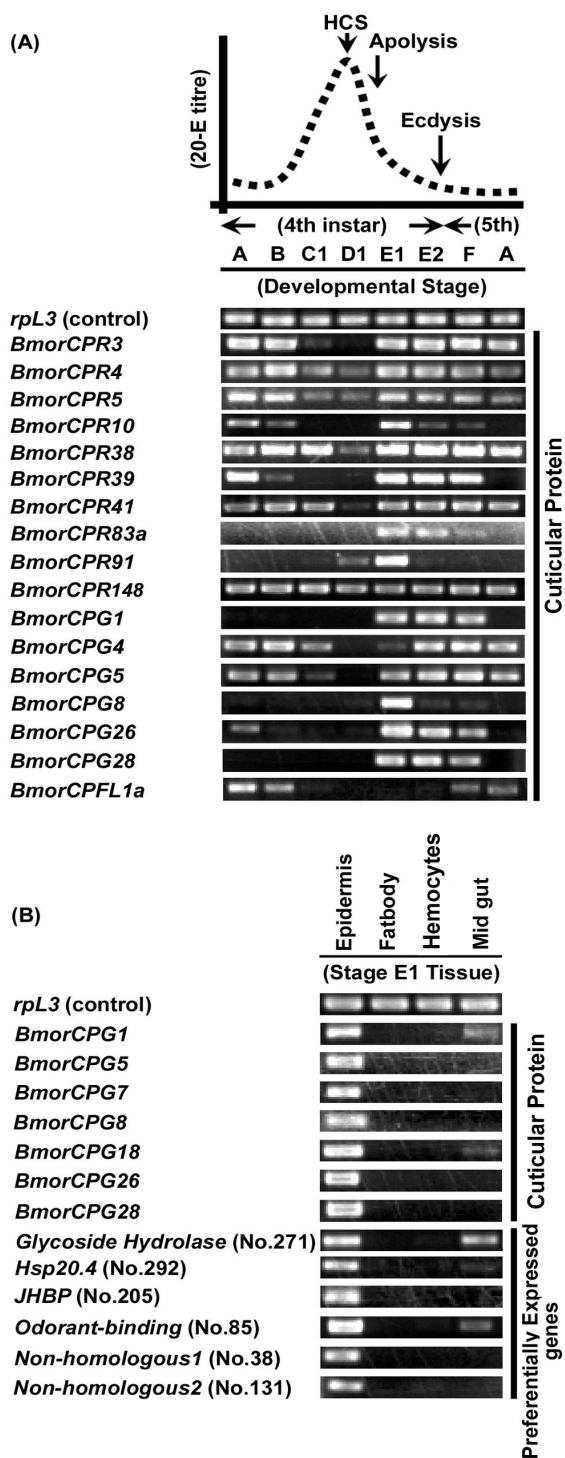 (A)
HCS
Apolysis
Ecdysis
(20-E titre)
(4th instar) (5th)
A B C1 D1 E1 E2 F A
(Developmental Stage)
rpL3 (control)
BmorCPR3
BmorCPR4
BmorCPR5
BmorCPR10
BmorCPR38
BmorCPR39
BmorCPR41
BmorCPR83a
BmorCPR91
BmorCPR148
BmorCPG1
BmorCPG4
BmorCPG5
BmorCPG8
BmorCPG26
BmorCPG28
BmorCPFL1a
Cuticular Protein
(B)
Epidermis
Fatbody
Hemocytes
Mid gut
(Stage E1 Tissue)
rpL3 (control)
BmorCPG1
BmorCPG5
BmorCPG7
BmorCPG8
BmorCPG18
BmorCPG26
BmorCPG28
Cuticular Protein
Glycoside Hydrolase (No.271)
Hsp20.4 (No.292)
JHBP (No.205)
Odorant-binding (No.85)
Non-homologous1 (No.38)
Non-homologous2 (No.131)
Preferentially Expressed
genes